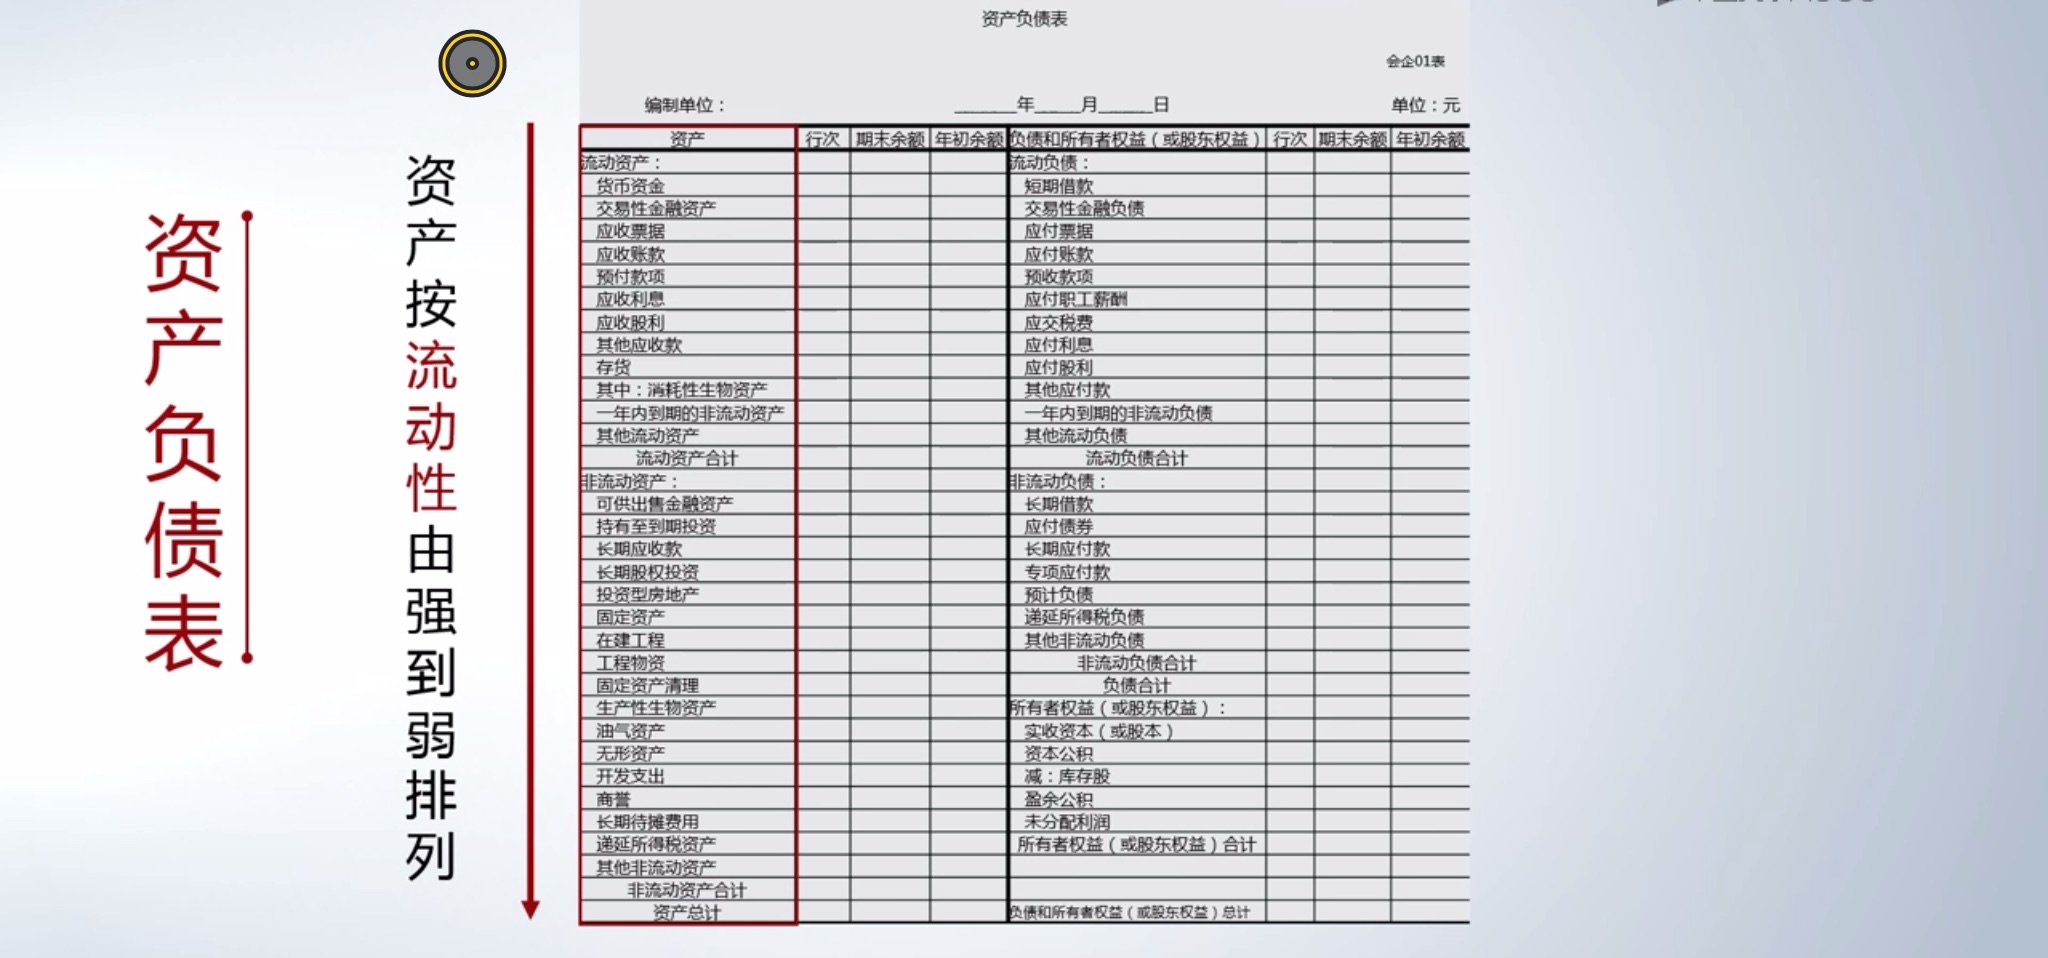 资产负债表
资产按流动性由强到弱排列
资产负债表
会企01表
编制单位： ______年_____月______日 单位：元
资产 行次 期末余额 年初余额 负债和所有者权益（或股东权益） 行次 期末余额 年初余额
流动资产： 流动负债：
货币资金 短期借款
交易性金融资产 交易性金融负债
应收票据 应付票据
应收账款 应付账款
预付款项 预收款项
应收利息 应付职工薪酬
应收股利 应交税费
其他应收款 应付利息
存货 应付股利
其中：消耗性生物资产 其他应付款
一年内到期的非流动资产 一年内到期的非流动负债
其他流动资产 其他流动负债
流动资产合计 流动负债合计
非流动资产： 非流动负债：
可供出售金融资产 长期借款
持有至到期投资 应付债券
长期应收款 长期应付款
长期股权投资 专项应付款
投资型房地产 预计负债
固定资产 递延所得税负债
在建工程 其他非流动负债
工程物资 非流动负债合计
固定资产清理 负债合计
生产性生物资产 所有者权益（或股东权益）：
油气资产 实收资本（或股本）
无形资产 资本公积
开发支出 减：库存股
商誉 盈余公积
长期待摊费用 未分配利润
递延所得税资产 所有者权益（或股东权益）合计
其他非流动资产
非流动资产合计
资产总计 负债和所有者权益（或股东权益）总计